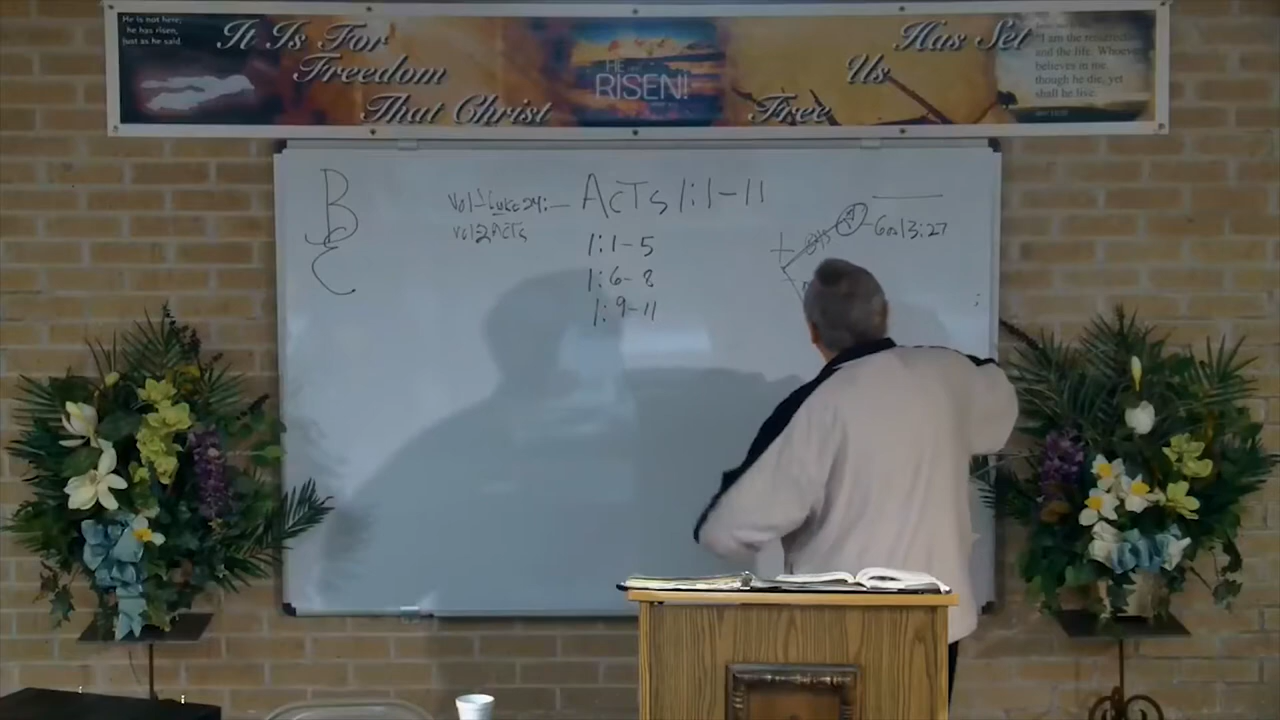 He is not here;
he has risen,
just as he said.
It Is For
Freedom
That Christ
HE
RISEN!
Has Set
Us
Free
"I am the resurrection
and the life. Whoever
believes in me,
though he die, yet
shall he live.
B
E
Vol-1 Luke 24:
Vol 2 Acts
Acts 1:1-11
1:1-5
1:6-8
1:9-11
3:27